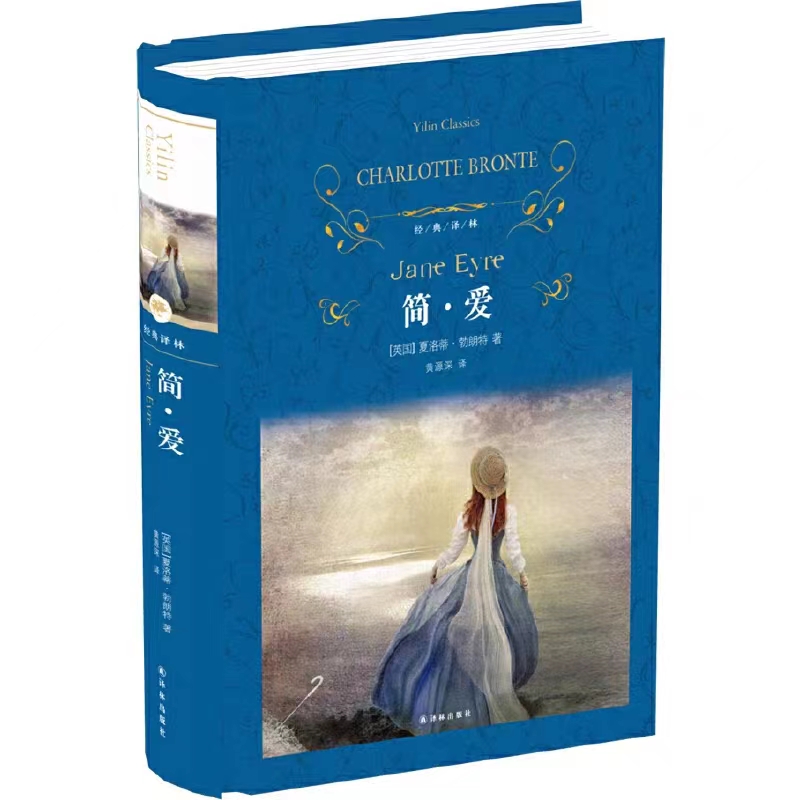 Yilin Classics
CHARLOTTE BRONTE
经/典/译/林
Jane Eyre
简·爱
[英国] 夏洛蒂·勃朗特 著
黄源深 译
译林出版社
Yilin
Classics
经典译林
简·爱
Jane Eyre
[英国]夏洛蒂·勃朗特 著
黄源深 译
译林出版社